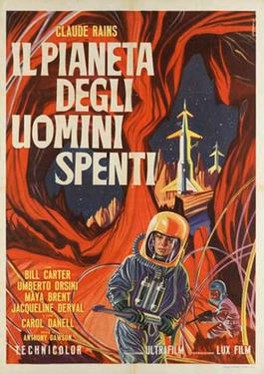 CLAUDE RAINS
IL PIANETA
DEGLI
UOMINI
SPENTI
BILL CARTER
UMBERTO ORSINI
MAYA BRENT
JACQUELINE DERVAL
CAROL DANELL
ANTHONY DAWSON
TECHNICOLOR
ULTRAFILM
LUX FILM